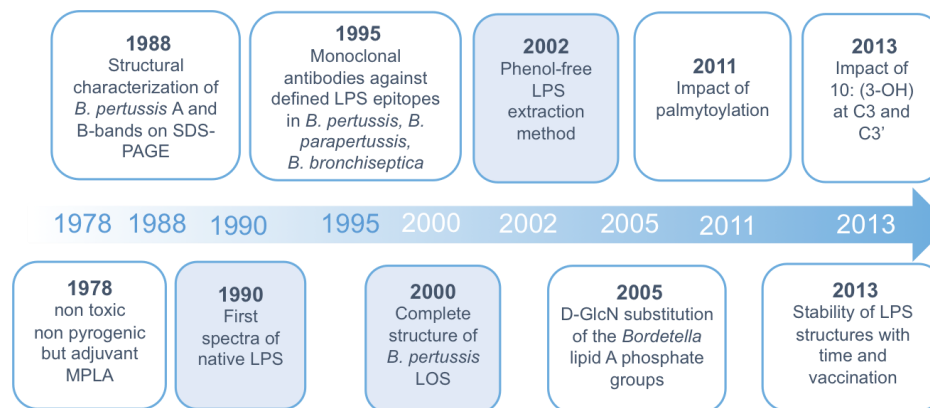 1988
Structural
characterization of
B. pertussis A and
B-bands on SDS-
PAGE
1995
Monoclonal
antibodies against
defined LPS epitopes
in B. pertussis, B.
parapertussis,
B. bronchiseptica
2002
Phenol-free
LPS
extraction
method
2011
Impact of
palmytoylation
2013
Impact of
10: (3-OH)
at C3 and
C3’
1978 1988 1990 1995 2000 2002 2005 2011 2013
1978
non toxic
non pyrogenic
but adjuvant
MPLA
1990
First
spectra of
native LPS
2000
Complete
structure of
B. pertussis
LOS
2005
D-GlcN substitution
of the Bordetella
lipid A phosphate
groups
2013
Stability of LPS
structures with
time and
vaccination